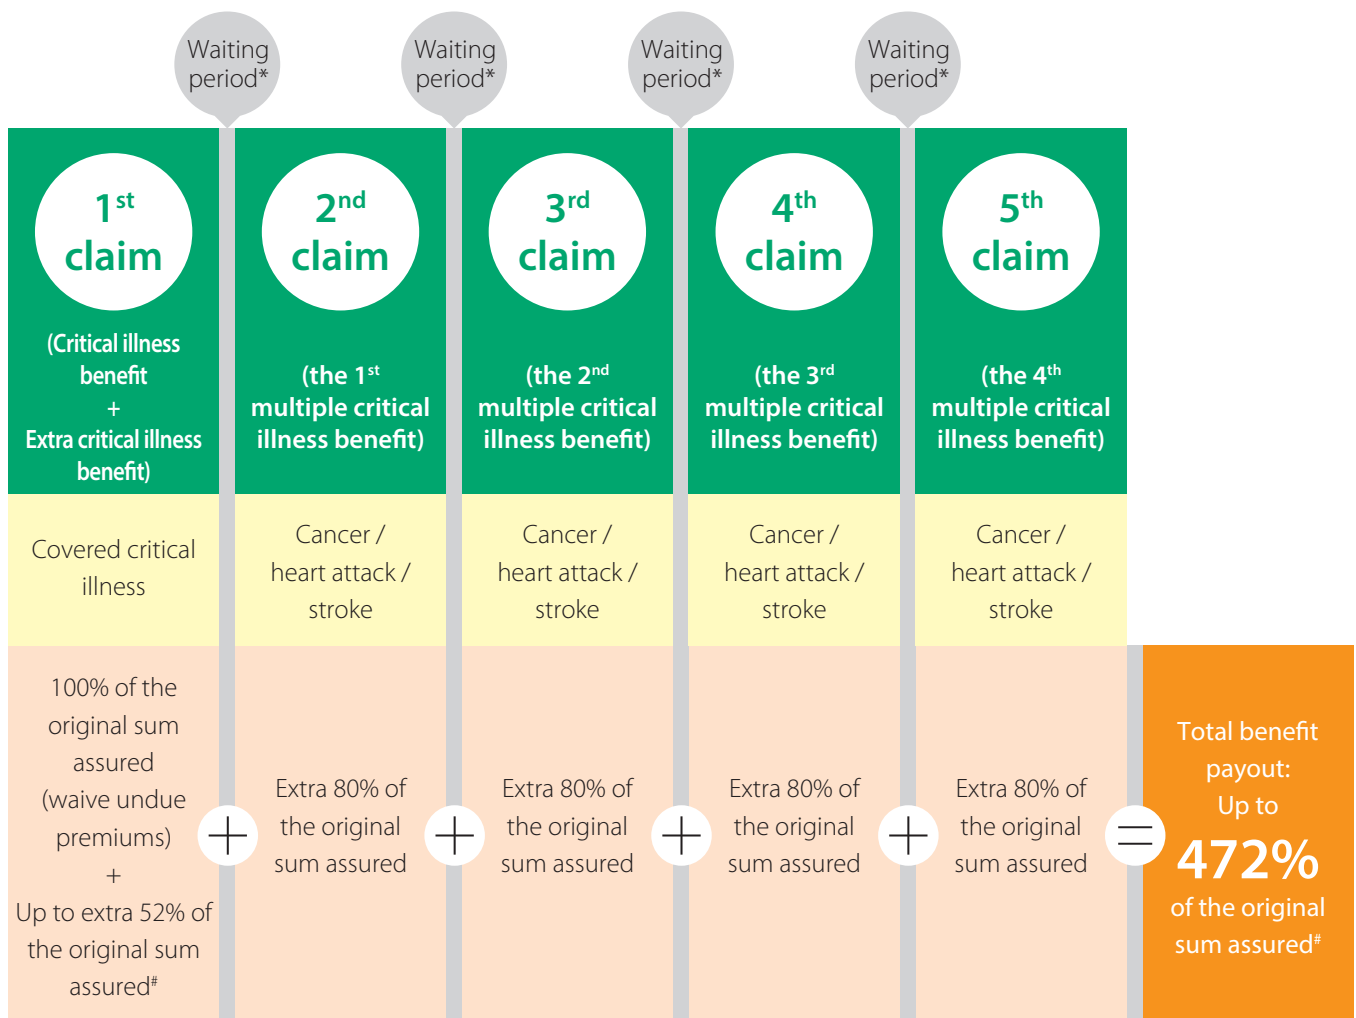 Waiting
period*
Waiting
period*
Waiting
period*
Waiting
period*
1st
claim
(Critical illness
benefit
+
Extra critical illness
benefit)
2nd
claim
(the 1st
multiple critical
illness benefit)
3rd
claim
(the 2nd
multiple critical
illness benefit)
4th
claim
(the 3rd
multiple critical
illness benefit)
5th
claim
(the 4th
multiple critical
illness benefit)
Covered critical
illness
Cancer /
heart attack /
stroke
Cancer /
heart attack /
stroke
Cancer /
heart attack /
stroke
Cancer /
heart attack /
stroke
100% of the
original sum
assured
(waive undue
premiums)
+
Up to extra 52% of
the original sum
assured#
+
Extra 80% of
the original
sum assured
+
Extra 80% of
the original
sum assured
+
Extra 80% of
the original
sum assured
+
Extra 80% of
the original
sum assured
=
Total benefit
payout:
Up to
472%
of the original
sum assured#